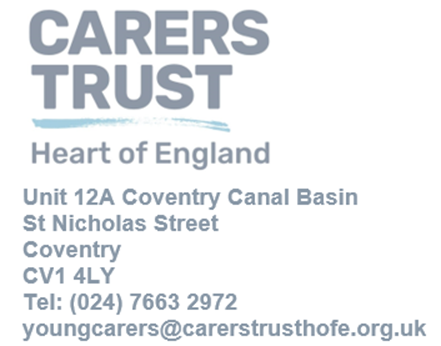 CARERS
TRUST
Heart of England
Unit 12A Coventry Canal Basin
St Nicholas Street
Coventry
CV1 4LY
Tel: (024) 7663 2972
youngcarers@carerstrusthofe.org.uk